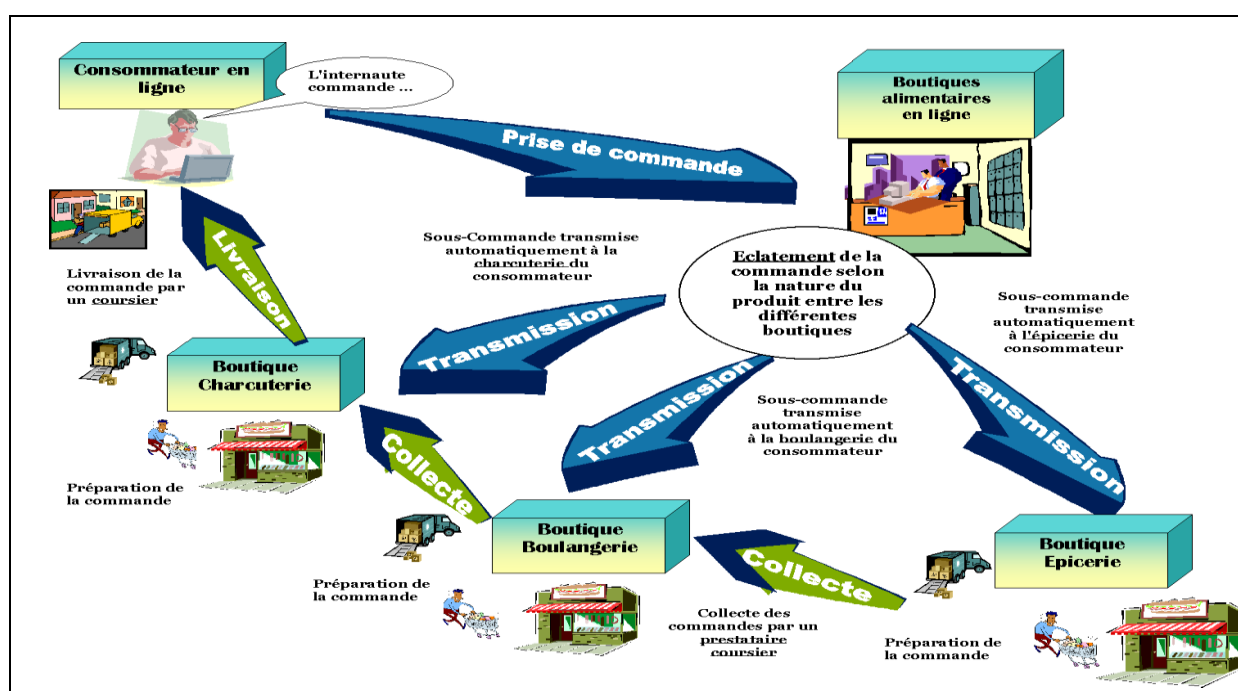 Consommateur en
ligne
L'internaute
commande ...
Prise de commande
Boutiques
alimentaires
en ligne
Livraison
Livraison de la
commande par
un coursier
Sous-Commande transmise
automatiquement à la
charcuterie du
consommateur
Eclatement de la
commande selon
la nature du
produit entre les
différentes
boutiques
Sous-commande
transmise
automatiquement
à l'épicerie du
consommateur
Transmission
Transmission
Transmission
Boutique
Charcuterie
Sous-commande
transmise
automatiquement
à la boulangerie du
consommateur
Préparation de
la commande
Collecte
Boutique
Boulangerie
Collecte
Boutique
Epicerie
Préparation de
la commande
Collecte des
commandes par un
prestataire
coursier
Préparation de
la commande